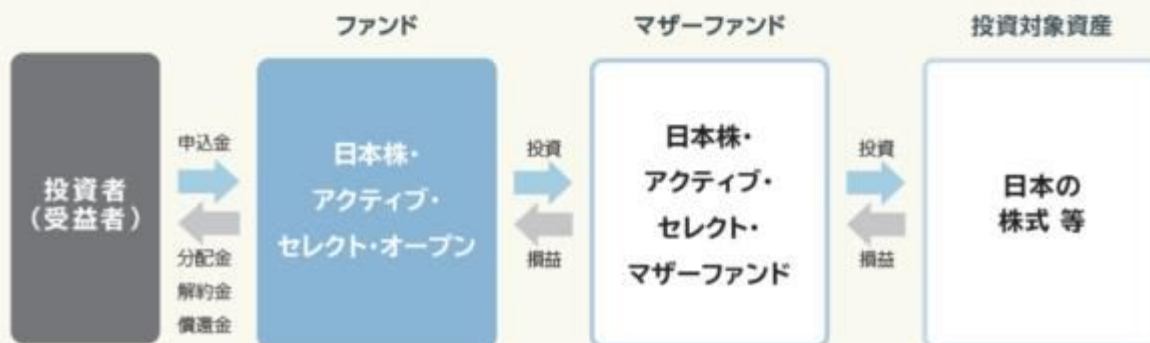 ファンド
マザーファンド
投資対象資産
投資者
(受益者)
申込金
分配金
解約金
償還金
日本株・
アクティブ・
セレクト・オープン
投資
損益
日本株・
アクティブ・
セレクト・
マザーファンド
投資
損益
日本の
株式 等